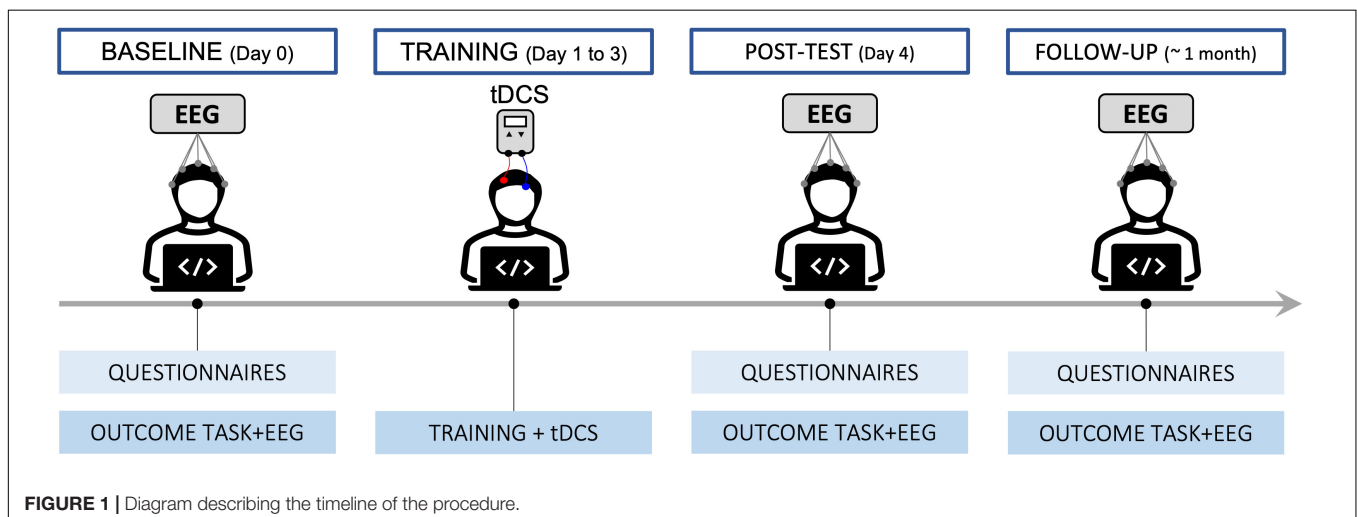 BASELINE (Day 0)
TRAINING (Day 1 to 3)
POST-TEST (Day 4)
FOLLOW-UP (~ 1 month)
EEG
tDCS
EEG
EEG
</>
</>
</>
</>
QUESTIONNAIRES
QUESTIONNAIRES
QUESTIONNAIRES
OUTCOME TASK+EEG
TRAINING + tDCS
OUTCOME TASK+EEG
OUTCOME TASK+EEG
FIGURE 1 | Diagram describing the timeline of the procedure.